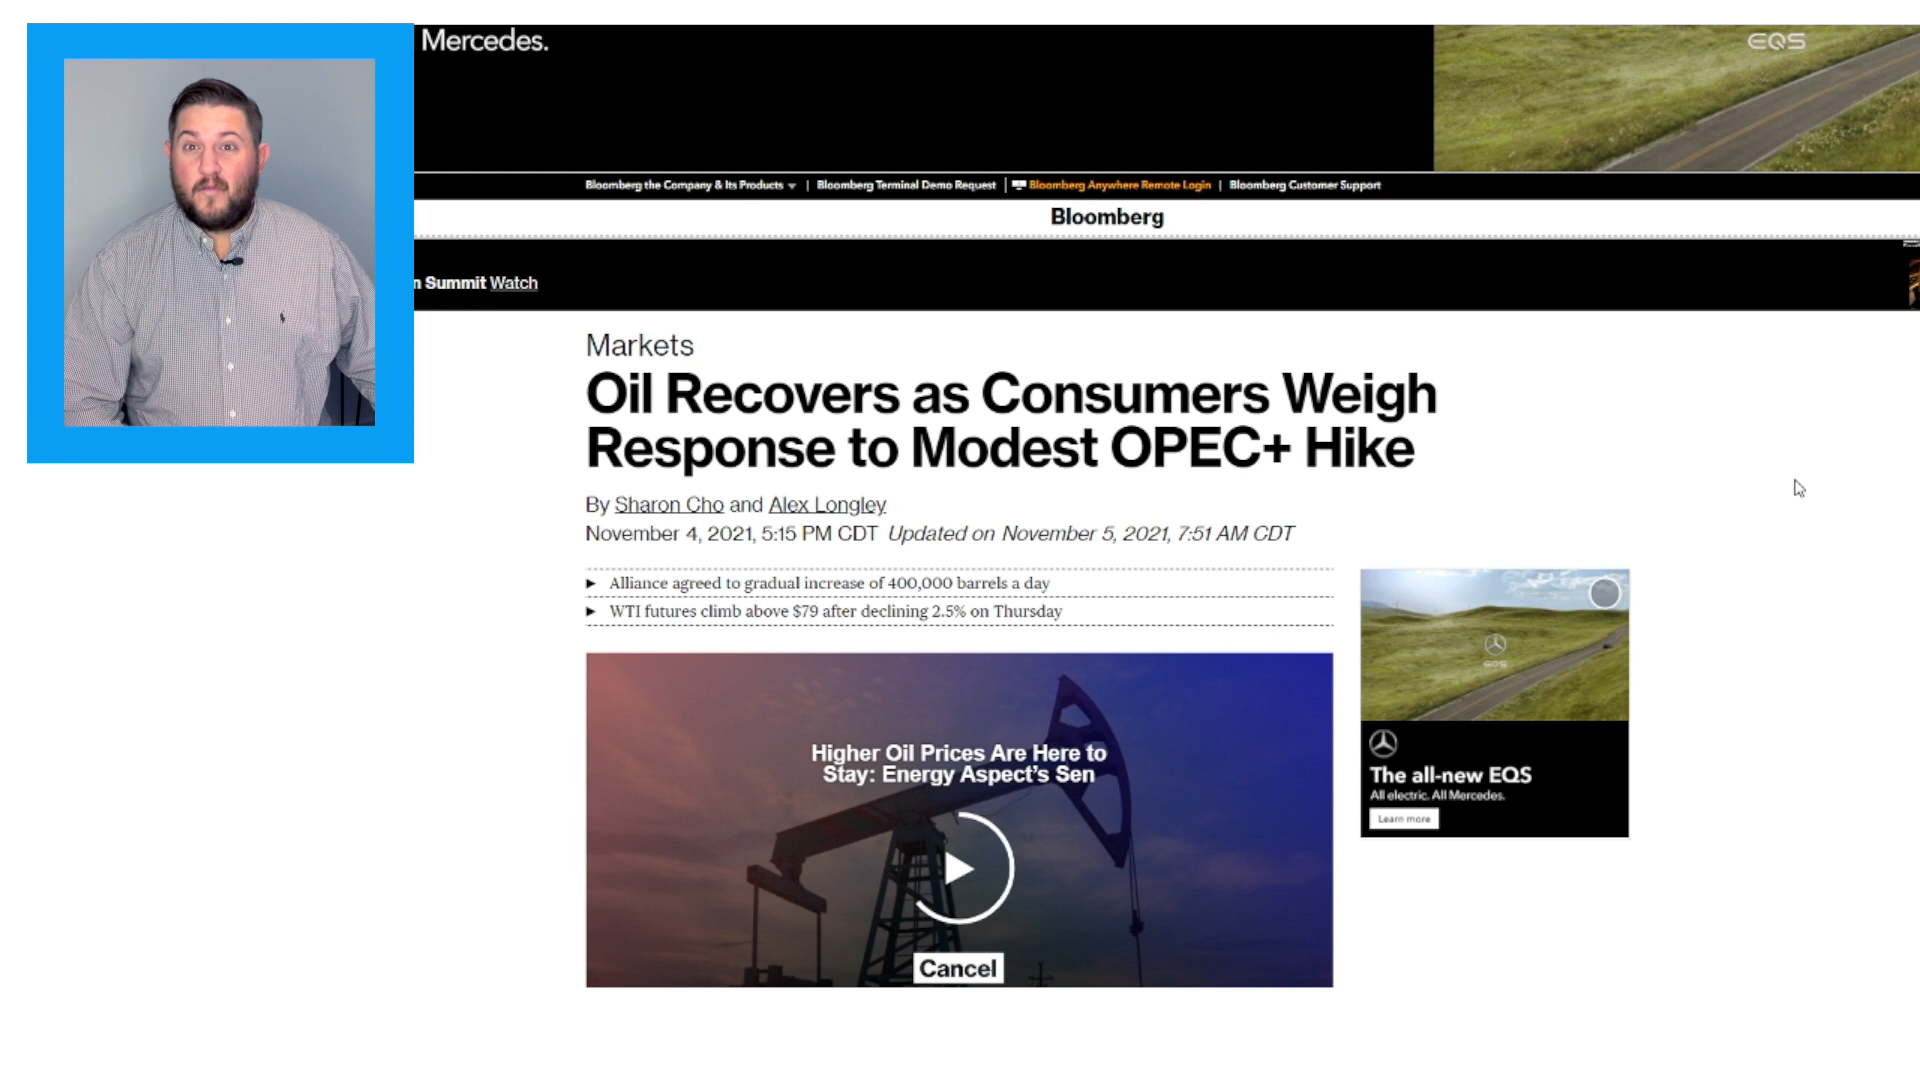 Mercedes.
EQS
Bloomberg the Company & Its Products | Bloomberg Terminal Demo Request | Bloomberg Anywhere Remote Login | Bloomberg Customer Support
Bloomberg
n Summit Watch
Markets
Oil Recovers as Consumers Weigh
Response to Modest OPEC+ Hike
By Sharon Cho and Alex Longley
November 4, 2021, 5:15 PM CDT Updated on November 5, 2021, 7:51 AM CDT
Alliance agreed to gradual increase of 400,000 barrels a day
WTI futures climb above $79 after declining 2.5% on Thursday
Higher Oil Prices Are Here to
Stay: Energy Aspect's Sen
Cancel
EQS
The all-new EQS
All electric. All Mercedes.
Learn more